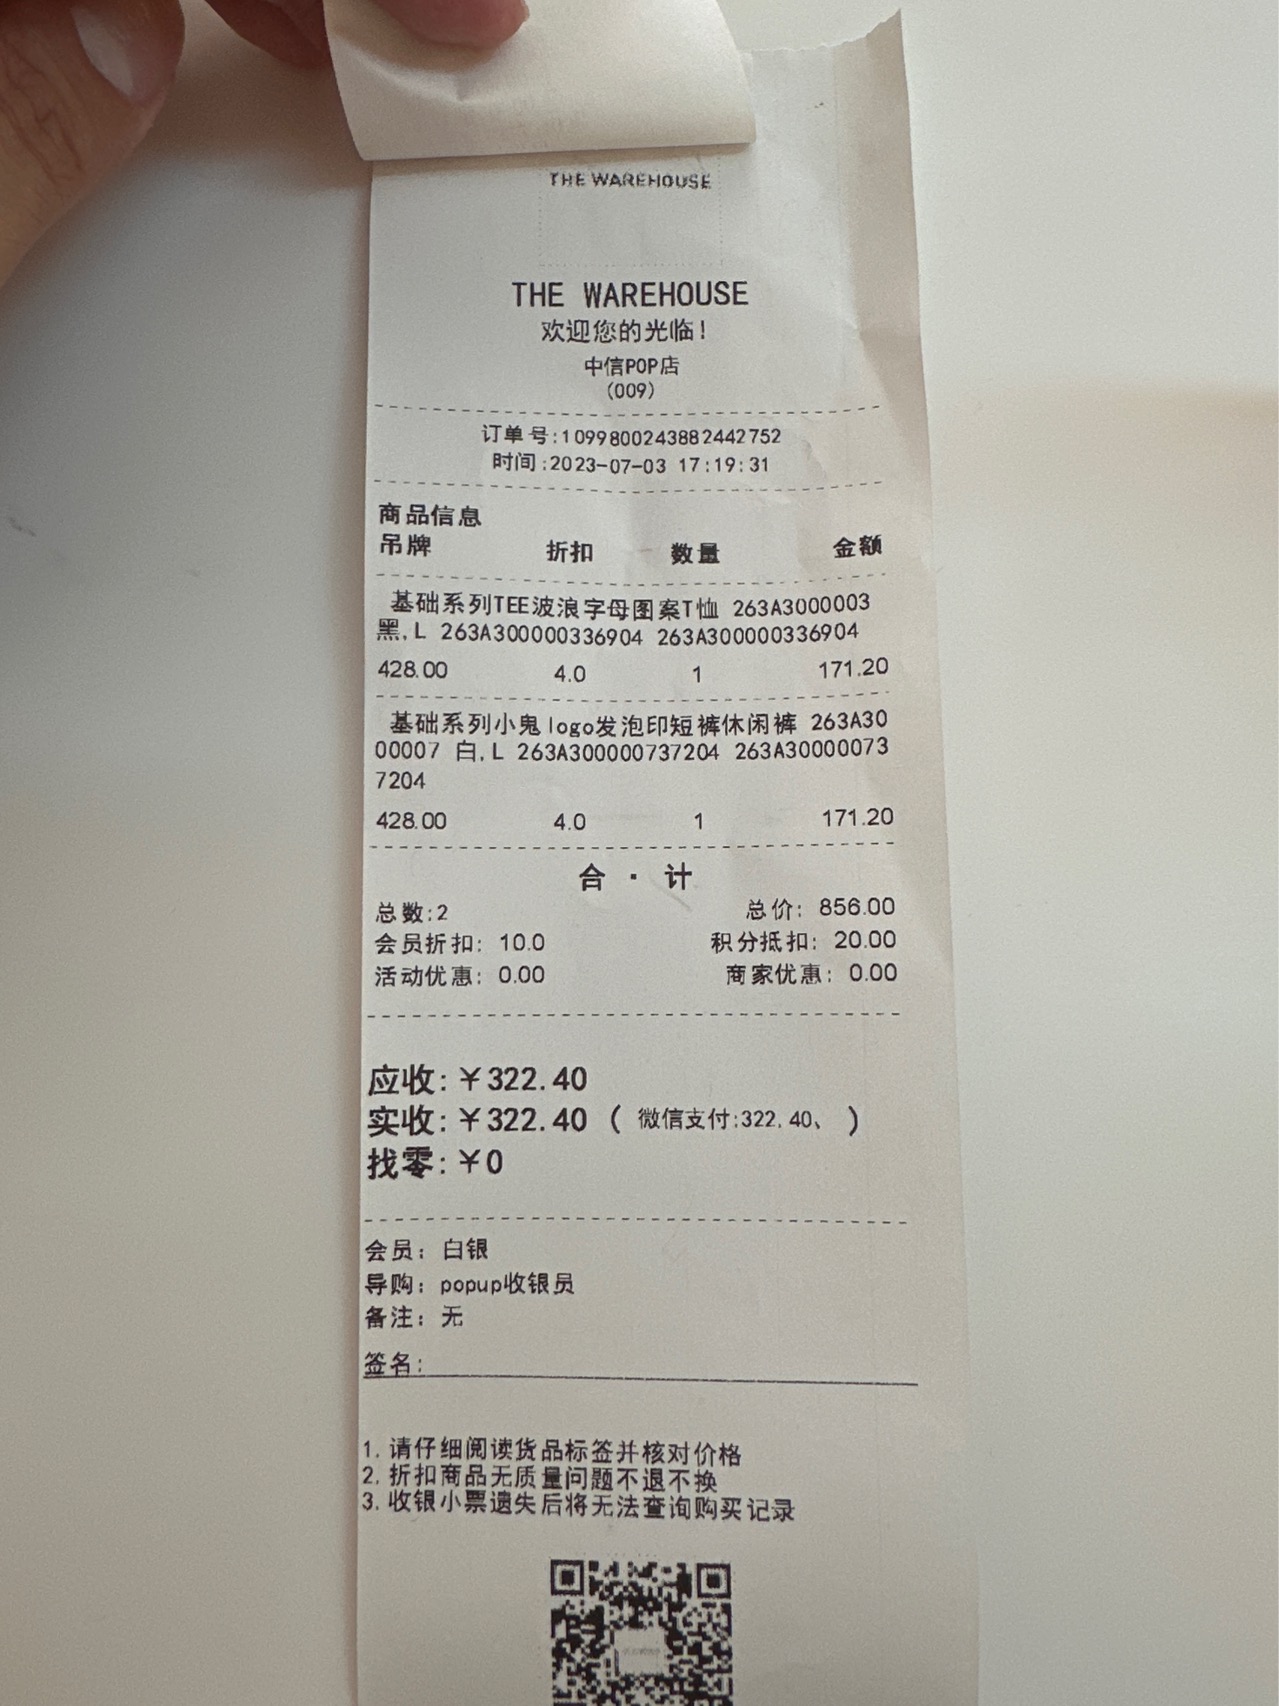 THE WAREHOUSE
THE WAREHOUSE
欢迎您的光临!
中信POP店
(009)
订单号:1099800243882442752
时间:2023-07-03 17:19:31
商品信息
吊牌 折扣 数量 金额
基础系列TEE波浪字母图案T恤 263A3000003
黑,L 263A300000336904 263A300000336904
428.00 4.0 1 171.20
基础系列小鬼logo发泡印短裤休闲裤 263A30
00007 白,L 263A300000737204 263A30000073
7204
428.00 4.0 1 171.20
合·计
总数:2 总价: 856.00
会员折扣: 10.0 积分抵扣: 20.00
活动优惠: 0.00 商家优惠: 0.00
应收:¥322.40
实收:¥322.40 ( 微信支付:322.40、 )
找零:¥0
会员: 白银
导购: popup收银员
备注: 无
签名:
1. 请仔细阅读货品标签并核对价格
2. 折扣商品无质量问题不退不换
3. 收银小票遗失后将无法查询购买记录